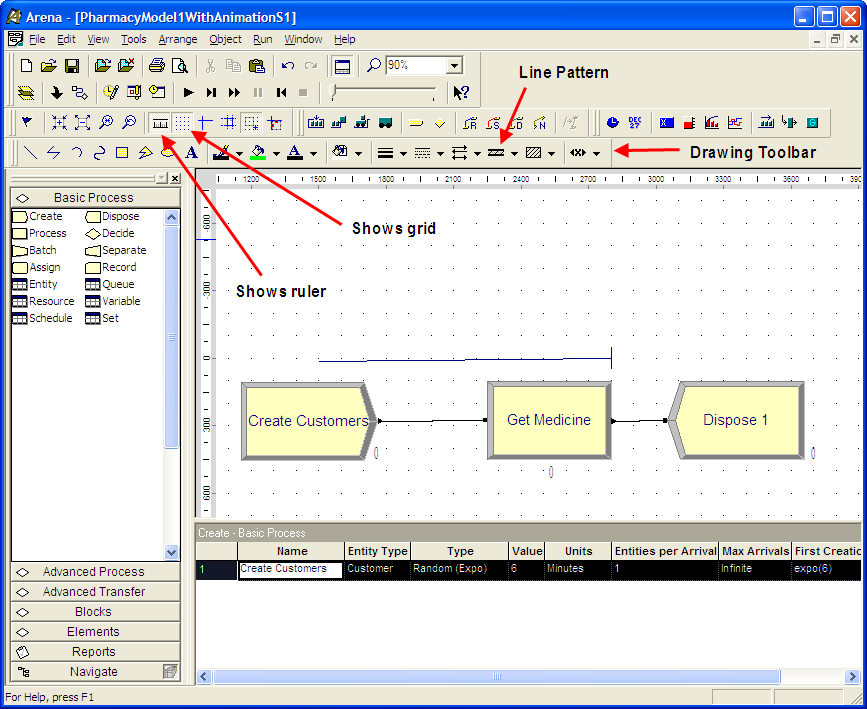 Arena - [PharmacyModel1WithAnimationS1]
File Edit View Tools Arrange Object Run Window Help
90%
Line Pattern
DEC 27
Drawing Toolbar
1200 1500 1800 2100 2400 2700 3000 3300 3600 390
Basic Process
Create Dispose
Process Decide
Batch Separate
Assign Record
Entity Queue
Resource Variable
Schedule Set
-600
-300
0
300
600
Shows grid
Shows ruler
Create Customers
Get Medicine
Dispose 1
0
0
0
Create - Basic Process
Name Entity Type Type Value Units Entities per Arrival Max Arrivals First Creatio
1 Create Customers Customer Random (Expo) 6 Minutes 1 Infinite expo(6)
Advanced Process
Advanced Transfer
Blocks
Elements
Reports
Navigate
For Help, press F1